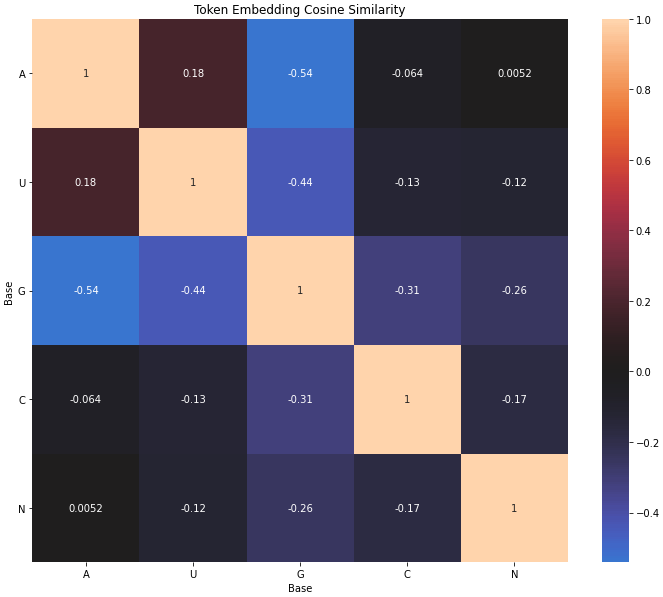 Token Embedding Cosine Similarity
A 1 0.18 -0.54 -0.064 0.0052
U 0.18 1 -0.44 -0.13 -0.12
G -0.54 -0.44 1 -0.31 -0.26
C -0.064 -0.13 -0.31 1 -0.17
N 0.0052 -0.12 -0.26 -0.17 1
A U G C N
Base
Base
1.0
0.8
0.6
0.4
0.2
0.0
−0.2
−0.4